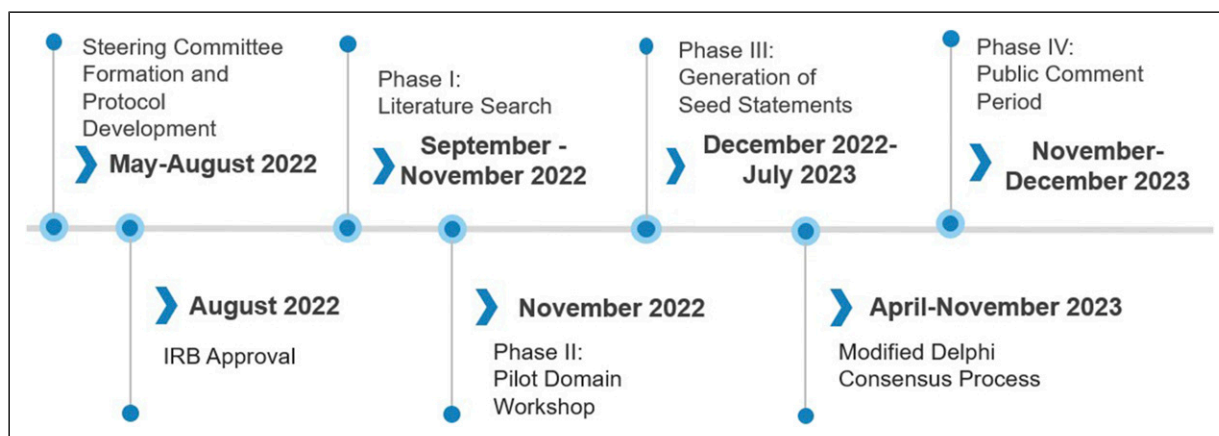 Steering Committee
Formation and
Protocol
Development
May-August 2022
Phase I:
Literature Search
September -
November 2022
Phase III:
Generation of
Seed Statements
December 2022-
July 2023
Phase IV:
Public Comment
Period
November-
December 2023
August 2022
IRB Approval
November 2022
Phase II:
Pilot Domain
Workshop
April-November 2023
Modified Delphi
Consensus Process